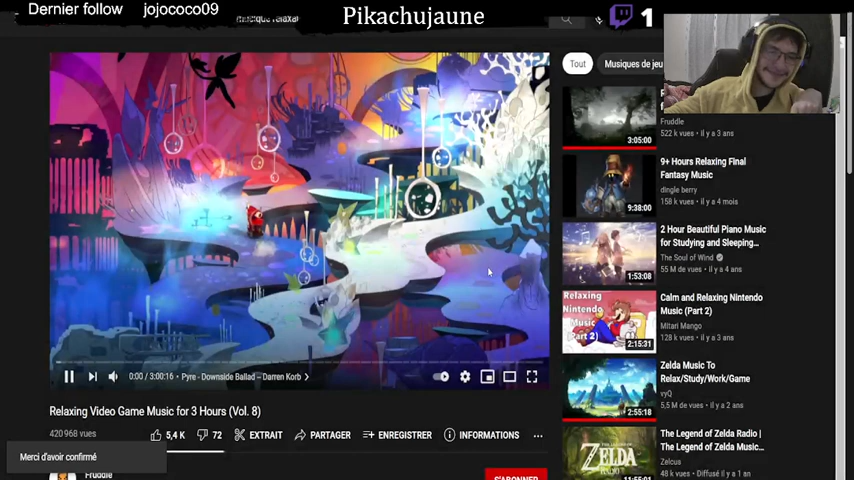 Dernier follow jojococo09
Pikachujaune
1
Tout
Musiques de jeu
Fruddle
522 k vues • il y a 3 ans
3:05:00
9+ Hours Relaxing Final
Fantasy Music
dingle berry
158 k vues • il y a 4 mois
9:38:00
2 Hour Beautiful Piano Music
for Studying and Sleeping...
The Soul of Wind
55 M de vues • il y a 4 ans
1:53:08
Calm and Relaxing Nintendo
Music (Part 2)
Mitari Mango
128 k vues • il y a 3 ans
Relaxing
Nintendo
Music
(Part 2)
2:15:31
Zelda Music To
Relax/Study/Work/Game
vyQ
5,5 M de vues • il y a 2 ans
2:55:18
The Legend of Zelda Radio |
The Legend of Zelda Music...
Zelcus
48 k vues • Diffusé il y a 1 an
ZELDA
11:55:01
0:00 / 3:00:16 • Pyre - Downside Ballad – Darren Korb >
Relaxing Video Game Music for 3 Hours (Vol. 8)
420 968 vues
5,4 K
72
EXTRAIT
PARTAGER
ENREGISTRER
INFORMATIONS
...
Merci d'avoir confirmé
Fruddle
S'ABONNER